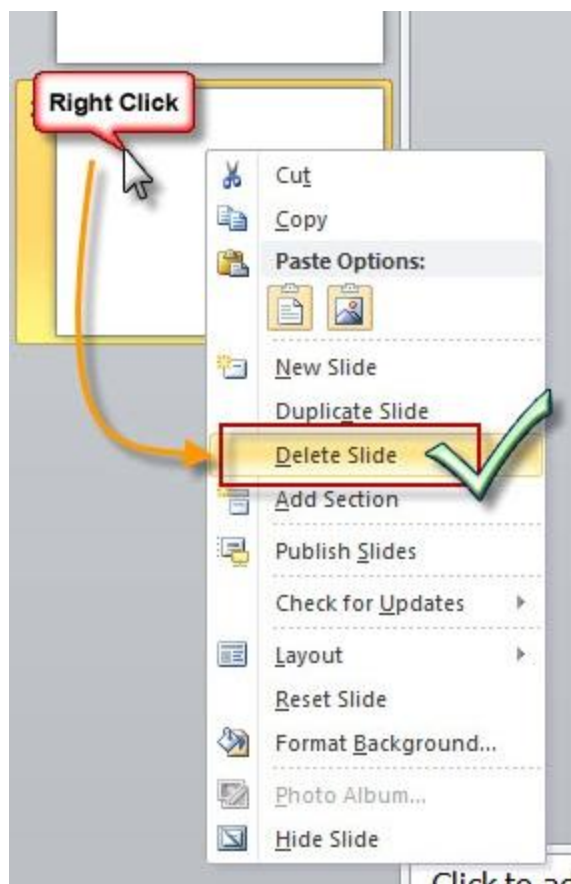 Right Click
Cut
Copy
Paste Options:
New Slide
Duplicate Slide
Delete Slide
Add Section
Publish Slides
Check for Updates
Layout
Reset Slide
Format Background...
Photo Album...
Hide Slide
Click to